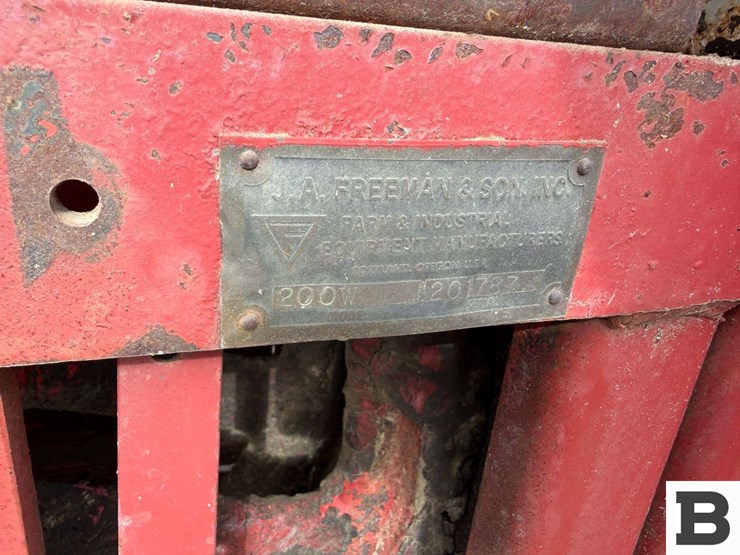 J. A. FREEMAN & SON. INC.
F
FARM & INDUSTRIAL
EQUIPMENT MANUFACTURERS
PORTLAND, OREGON, U.S.A.
200W
MODEL
B